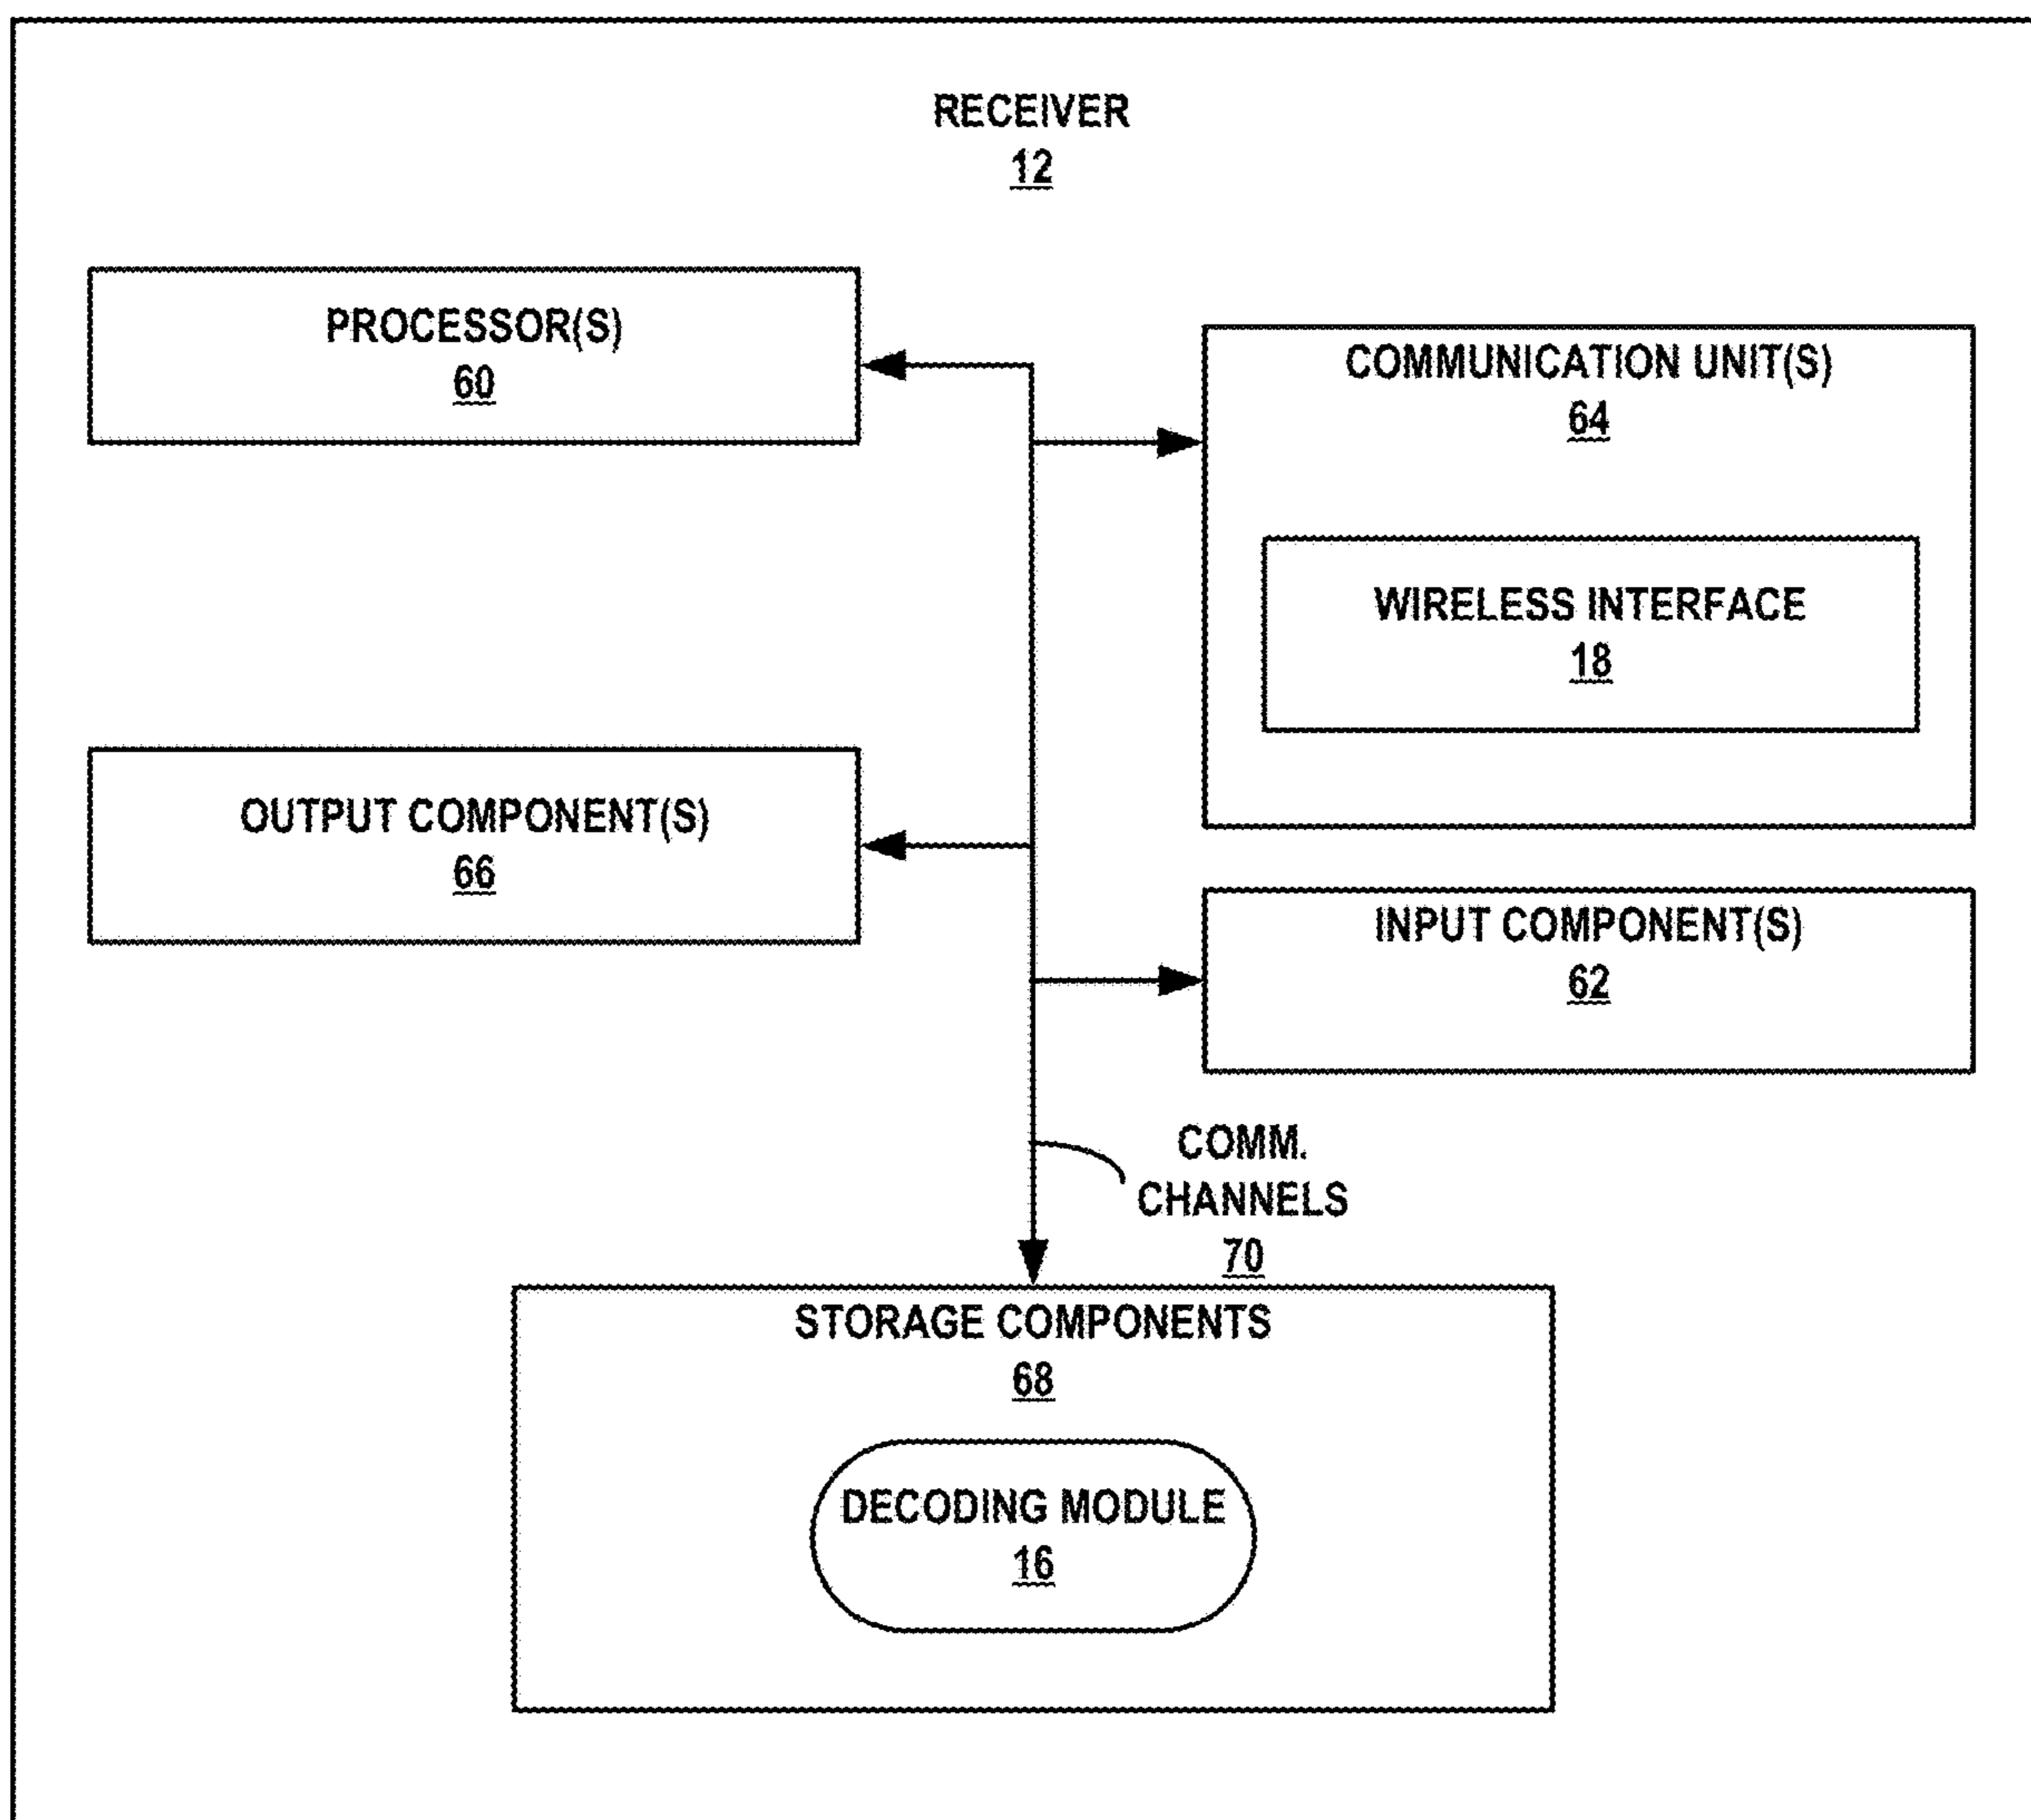 RECEIVER
12
PROCESSOR(S)
60
COMMUNICATION UNIT(S)
64
WIRELESS INTERFACE
18
OUTPUT COMPONENT(S)
66
INPUT COMPONENT(S)
62
COMM.
CHANNELS
70
STORAGE COMPONENTS
68
DECODING MODULE
16